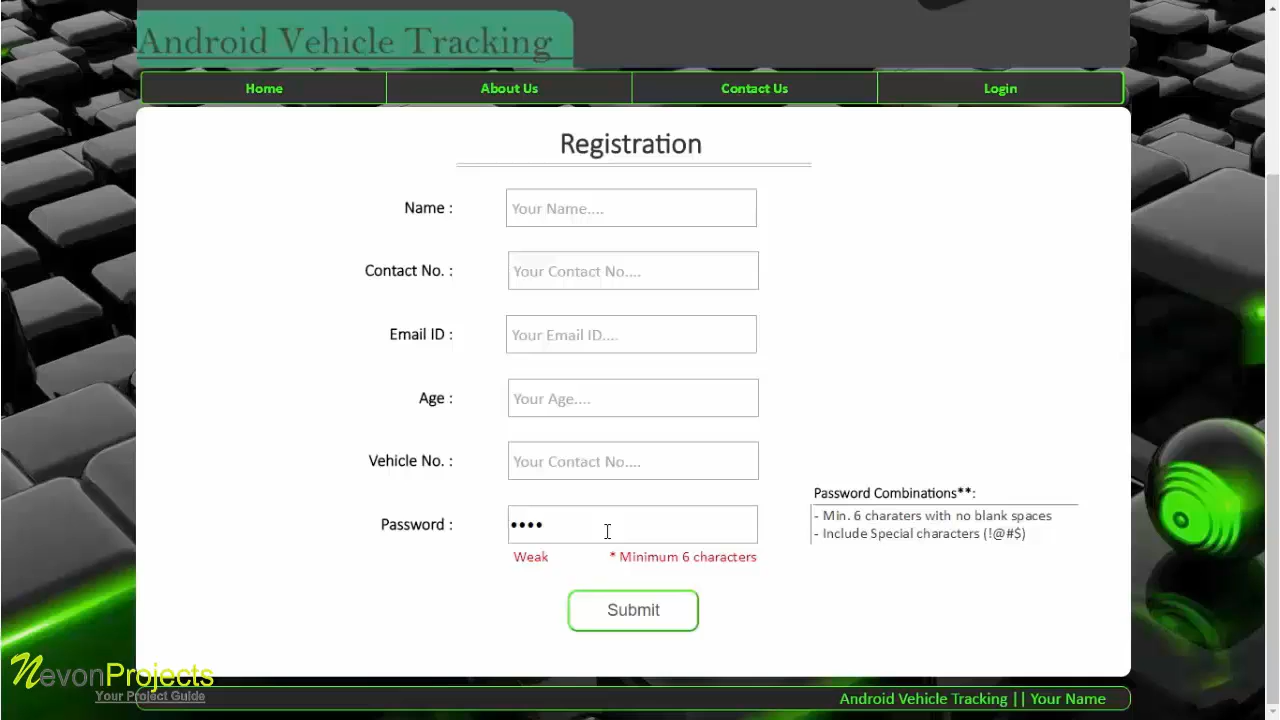 Android Vehicle Tracking
Home About Us Contact Us Login
Registration
Name : Your Name....
Contact No. : Your Contact No....
Email ID : Your Email ID....
Age : Your Age....
Vehicle No. : Your Contact No....
Password Combinations**:
- Min. 6 charaters with no blank spaces
Password : ••••
- Include Special characters (!@#$)
Weak * Minimum 6 characters
Submit
NevonProjects
Your Project Guide
Android Vehicle Tracking || Your Name